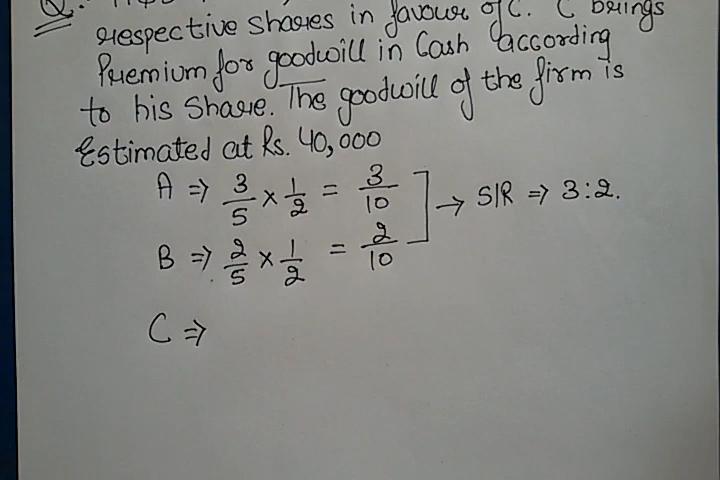 respective shares in favour of C. C brings
Premium for goodwill in Cash according
to his Share. The goodwill of the firm is
Estimated at Rs. 40,000
A ⇒ 3/5 × 1/2 = 3/10 ] → S/R ⇒ 3:2.
B ⇒ 2/5 × 1/2 = 2/10
C ⇒